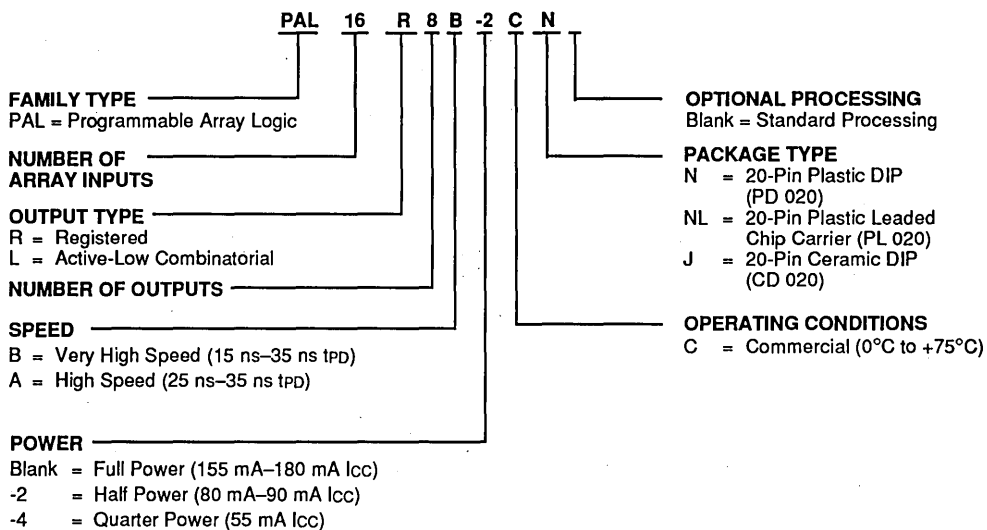 PAL 16 R 8 B -2 C N
FAMILY TYPE
PAL = Programmable Array Logic
NUMBER OF
ARRAY INPUTS
OUTPUT TYPE
R = Registered
L = Active-Low Combinatorial
NUMBER OF OUTPUTS
SPEED
B = Very High Speed (15 ns–35 ns tPD)
A = High Speed (25 ns–35 ns tPD)
POWER
Blank = Full Power (155 mA–180 mA ICC)
-2 = Half Power (80 mA–90 mA ICC)
-4 = Quarter Power (55 mA ICC)
OPTIONAL PROCESSING
Blank = Standard Processing
PACKAGE TYPE
N = 20-Pin Plastic DIP
(PD 020)
NL = 20-Pin Plastic Leaded
Chip Carrier (PL 020)
J = 20-Pin Ceramic DIP
(CD 020)
OPERATING CONDITIONS
C = Commercial (0°C to +75°C)